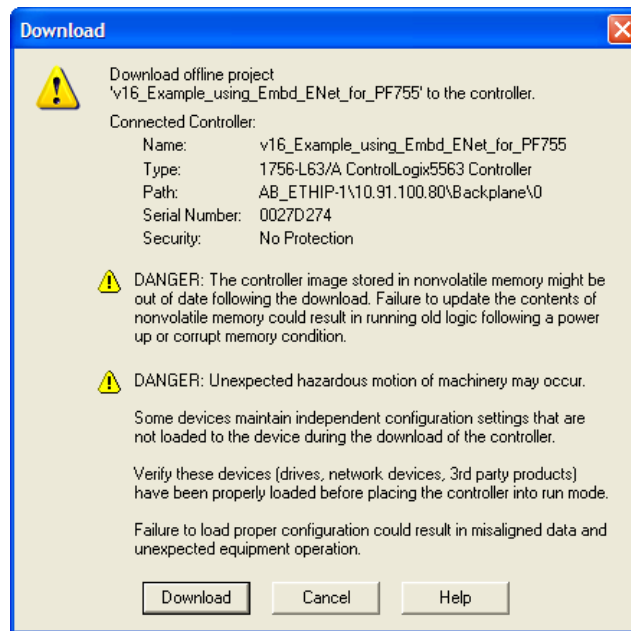 Download
Download offline project
'v16_Example_using_Embd_ENet_for_PF755' to the controller.
Connected Controller:
Name: v16_Example_using_Embd_ENet_for_PF755
Type: 1756-L63/A ControlLogix5563 Controller
Path: AB_ETHIP-1\10.91.100.80\Backplane\0
Serial Number: 0027D274
Security: No Protection
DANGER: The controller image stored in nonvolatile memory might be
out of date following the download. Failure to update the contents of
nonvolatile memory could result in running old logic following a power
up or corrupt memory condition.
DANGER: Unexpected hazardous motion of machinery may occur.
Some devices maintain independent configuration settings that are
not loaded to the device during the download of the controller.
Verify these devices (drives, network devices, 3rd party products)
have been properly loaded before placing the controller into run mode.
Failure to load proper configuration could result in misaligned data and
unexpected equipment operation.
Download Cancel Help